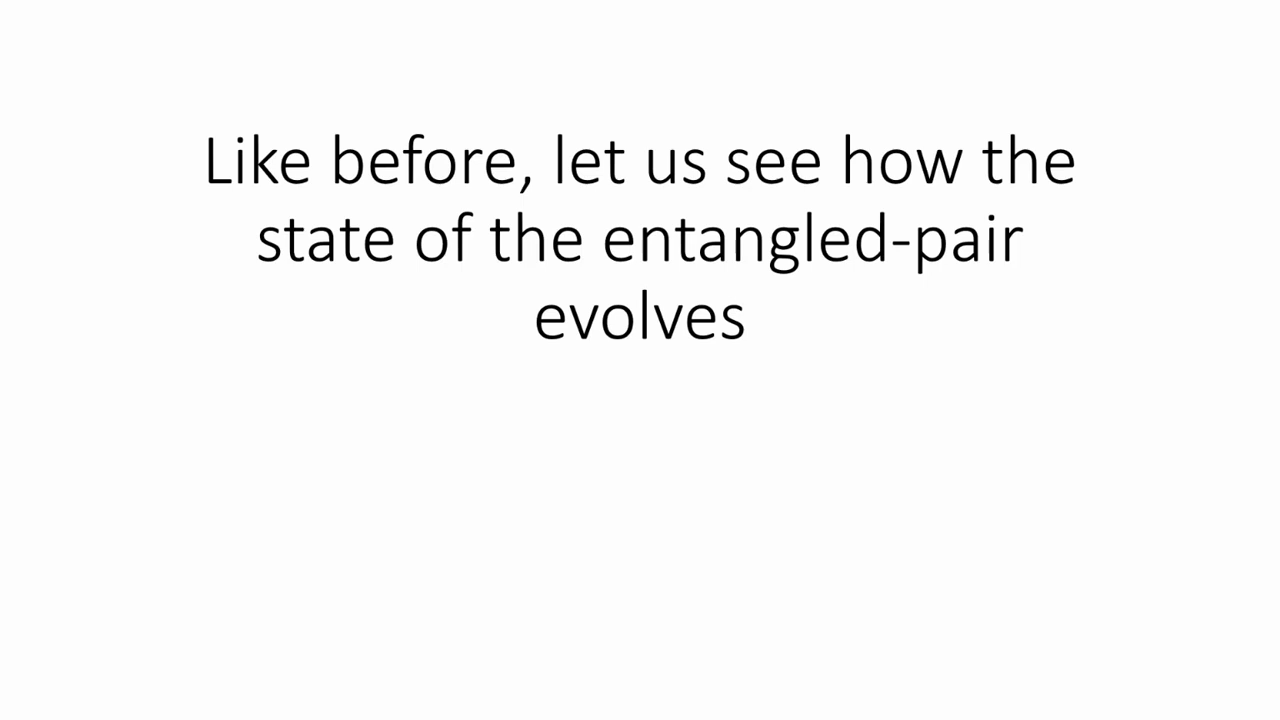 Like before, let us see how the
state of the entangled-pair
evolves